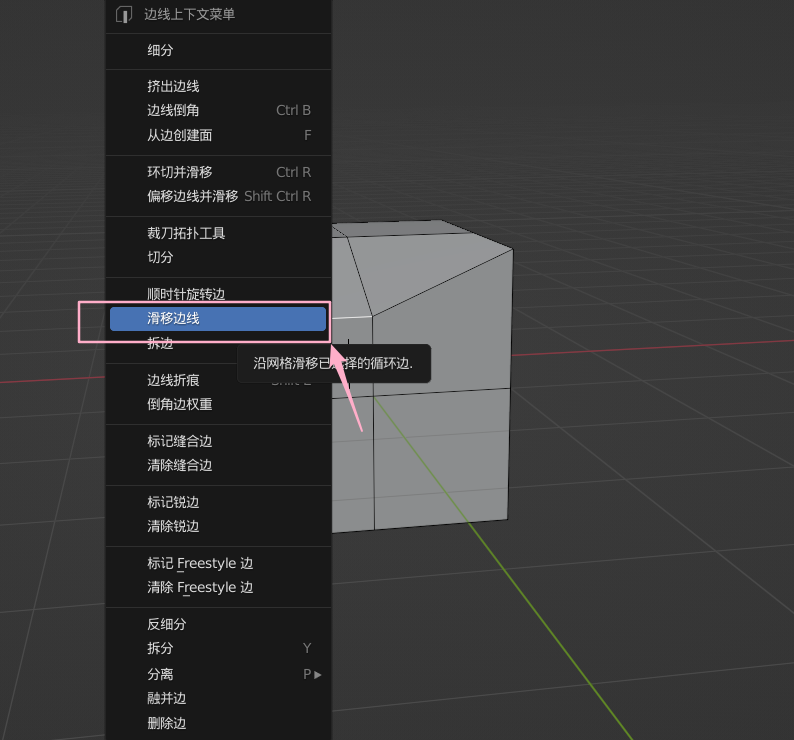 边线上下文菜单
细分
挤出边线
边线倒角 Ctrl B
从边创建面 F
环切并滑移 Ctrl R
偏移边线并滑移 Shift Ctrl R
裁刀拓扑工具
切分
顺时针旋转边
滑移边线
拆边
沿网格滑移已选择的循环边.
边线折痕
倒角边权重
标记缝合边
清除缝合边
标记锐边
清除锐边
标记 Freestyle 边
清除 Freestyle 边
反细分
拆分 Y
分离 P ▶
融并边
删除边